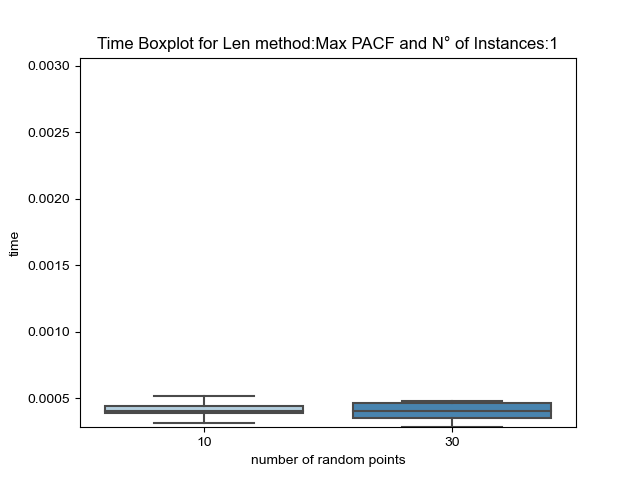 Time Boxplot for Len method:Max PACF and N° of Instances:1
0.0030
0.0025
0.0020
0.0015
0.0010
0.0005
time
10
30
number of random points